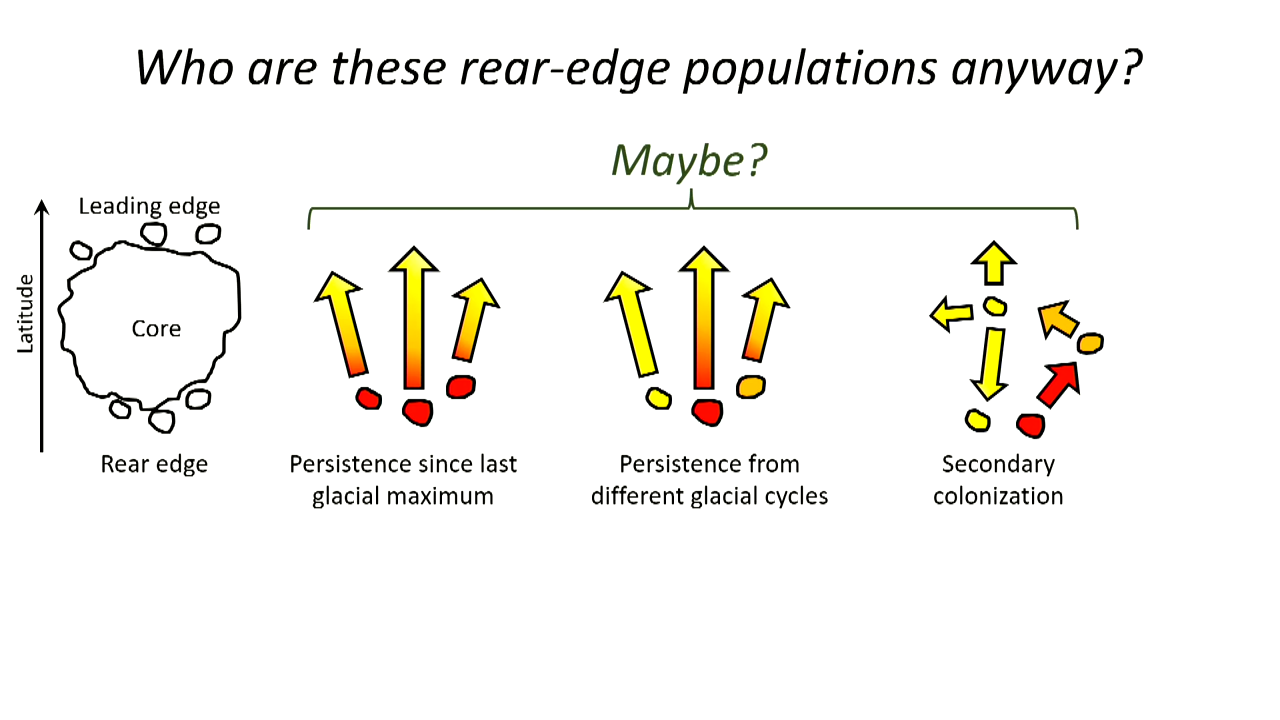 Who are these rear-edge populations anyway?
Maybe?
Leading edge
Latitude
Core
Rear edge
Persistence since last
glacial maximum
Persistence from
different glacial cycles
Secondary
colonization